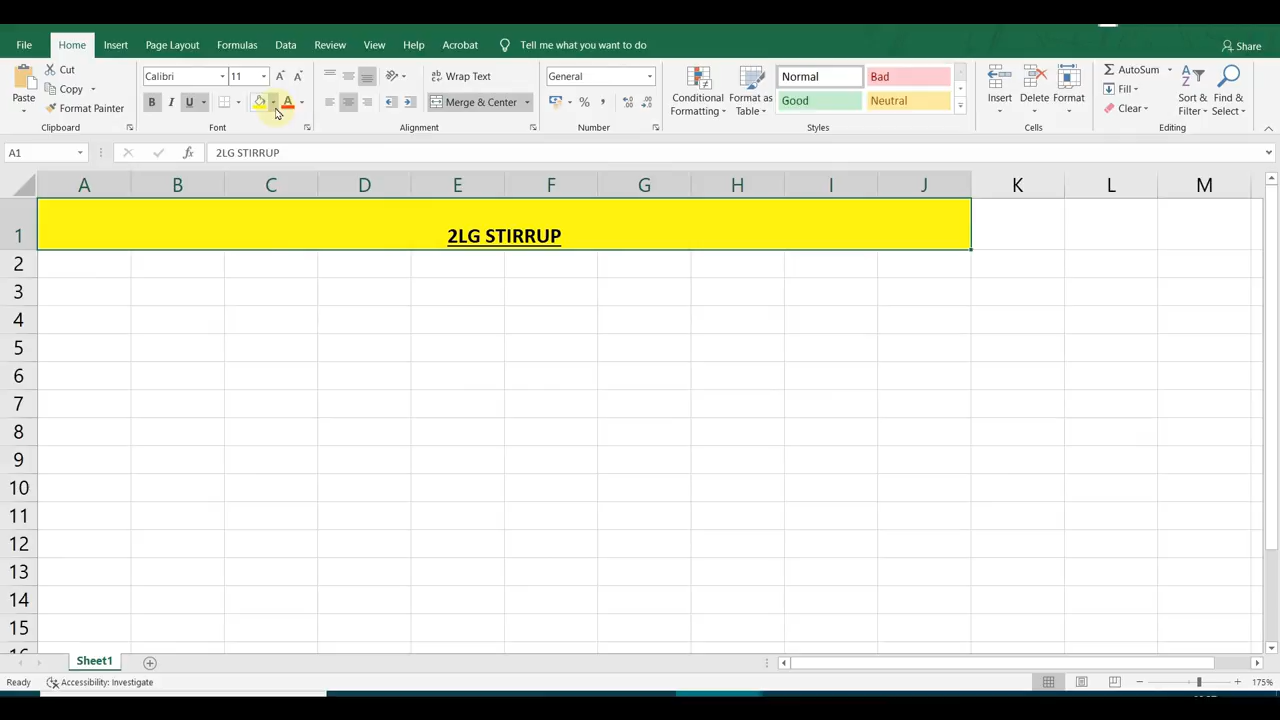 File Home Insert Page Layout Formulas Data Review View Help Acrobat Tell me what you want to do Share
Paste Cut Copy Format Painter Clipboard
Calibri 11 B I U Font
Wrap Text Merge & Center Alignment
General % , Number
Conditional Formatting Format as Table Normal Bad Good Neutral Styles
Insert Delete Format Cells
AutoSum Fill Clear Sort & Filter Find & Select Editing
A1 fx 2LG STIRRUP
A B C D E F G H I J K L M
1 2LG STIRRUP
2
3
4
5
6
7
8
9
10
11
12
13
14
15
Sheet1
Ready Accessibility: Investigate 175%